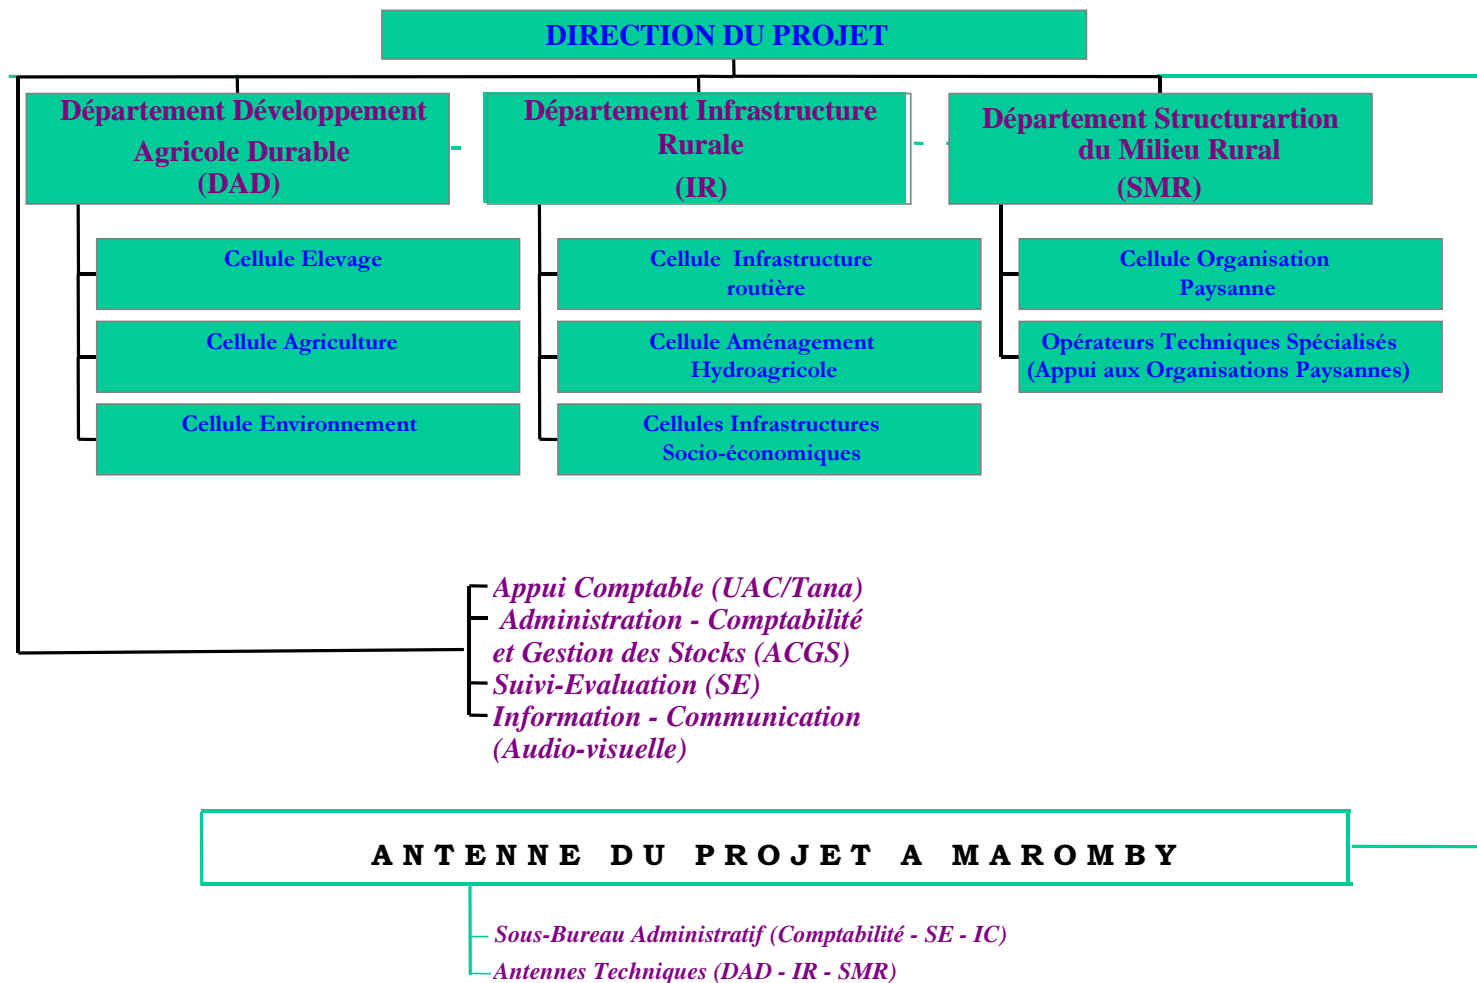 DIRECTION DU PROJET
Département Développement
Agricole Durable
(DAD)
Département Infrastructure
Rurale
(IR)
Département Structurartion
du Milieu Rural
(SMR)
Cellule Elevage
Cellule Agriculture
Cellule Environnement
Cellule Infrastructure
routière
Cellule Aménagement
Hydroagricole
Cellules Infrastructures
Socio-économiques
Cellule Organisation
Paysanne
Opérateurs Techniques Spécialisés
(Appui aux Organisations Paysannes)
Appui Comptable (UAC/Tana)
Administration - Comptabilité
et Gestion des Stocks (ACGS)
Suivi-Evaluation (SE)
Information - Communication
(Audio-visuelle)
ANTENNE DU PROJET A MAROMBY
Sous-Bureau Administratif (Comptabilité - SE - IC)
Antennes Techniques (DAD - IR - SMR)